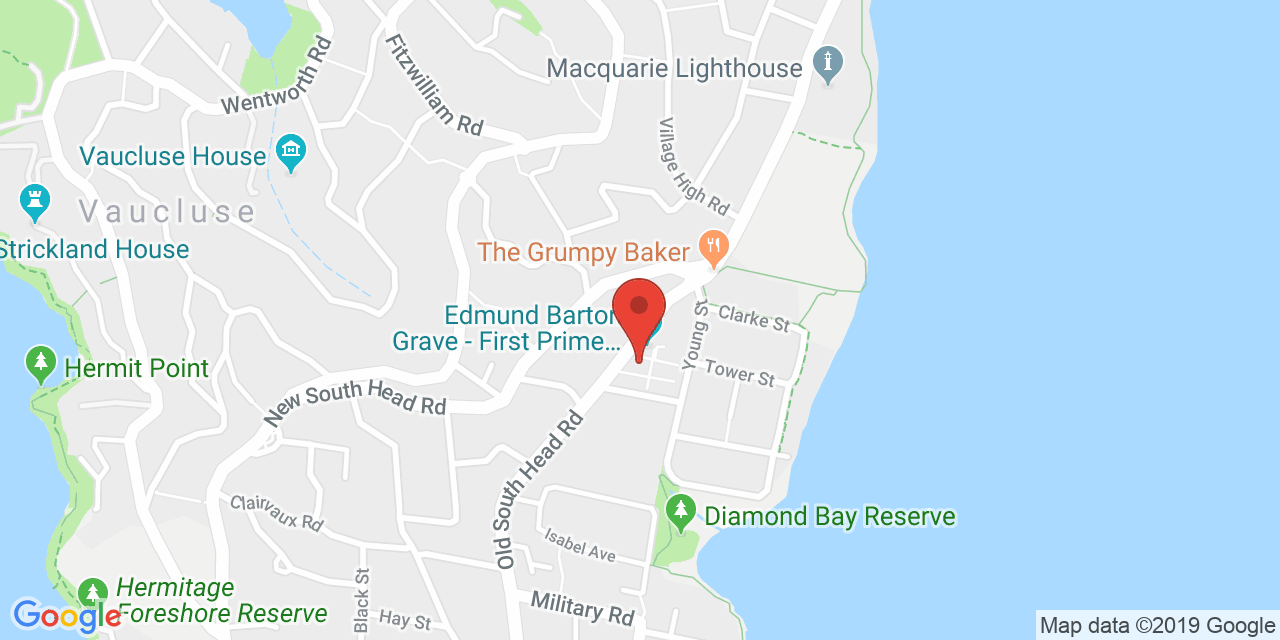 Macquarie Lighthouse
Wentworth Rd
Fitzwilliam Rd
Village High Rd
Vaucluse House
Vaucluse
Strickland House
The Grumpy Baker
Edmund Barton
Grave - First Prime...
Clarke St
Young St
Tower St
Hermit Point
New South Head Rd
Old South Head Rd
Clairvaux Rd
Diamond Bay Reserve
Isabel Ave
Hermitage
Foreshore Reserve
Black St
Hay St
Military Rd
Google
Map data ©2019 Google